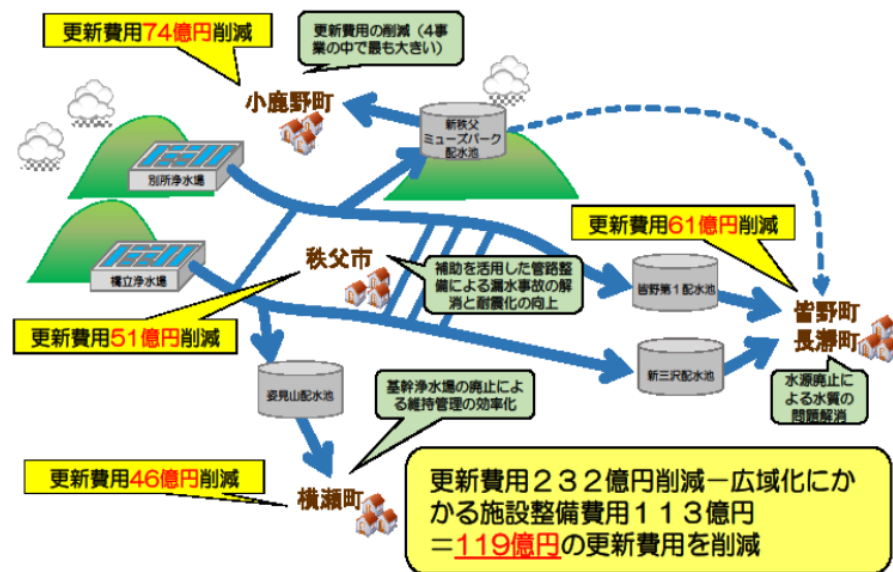 更新費用74億円削減
更新費用の削減（4事
業の中で最も大きい）
小鹿野町
新秩父
ミューズパーク
配水池
別所浄水場
更新費用61億円削減
橋立浄水場
秩父市
補助を活用した管路整
備による漏水事故の解
消と耐震化の向上
皆野第1配水池
皆野町
長瀞町
更新費用51億円削減
姿見山配水池
基幹浄水場の廃止によ
る維持管理の効率化
新三沢配水池
水源廃止に
よる水質の
問題解消
更新費用46億円削減
横瀬町
更新費用２３２億円削減－広域化にか
かる施設整備費用１１３億円
＝119億円の更新費用を削減